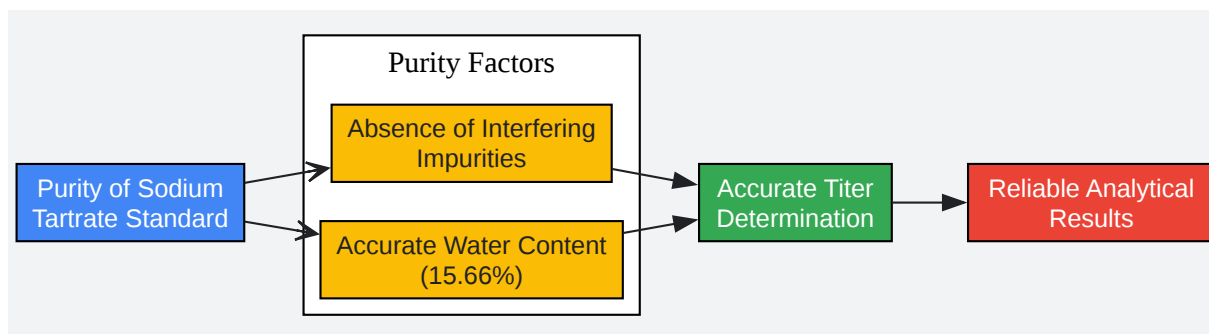 Purity Factors
Purity of Sodium
Tartrate Standard
Absence of Interfering
Impurities
Accurate Water Content
(15.66%)
Accurate Titer
Determination
Reliable Analytical
Results